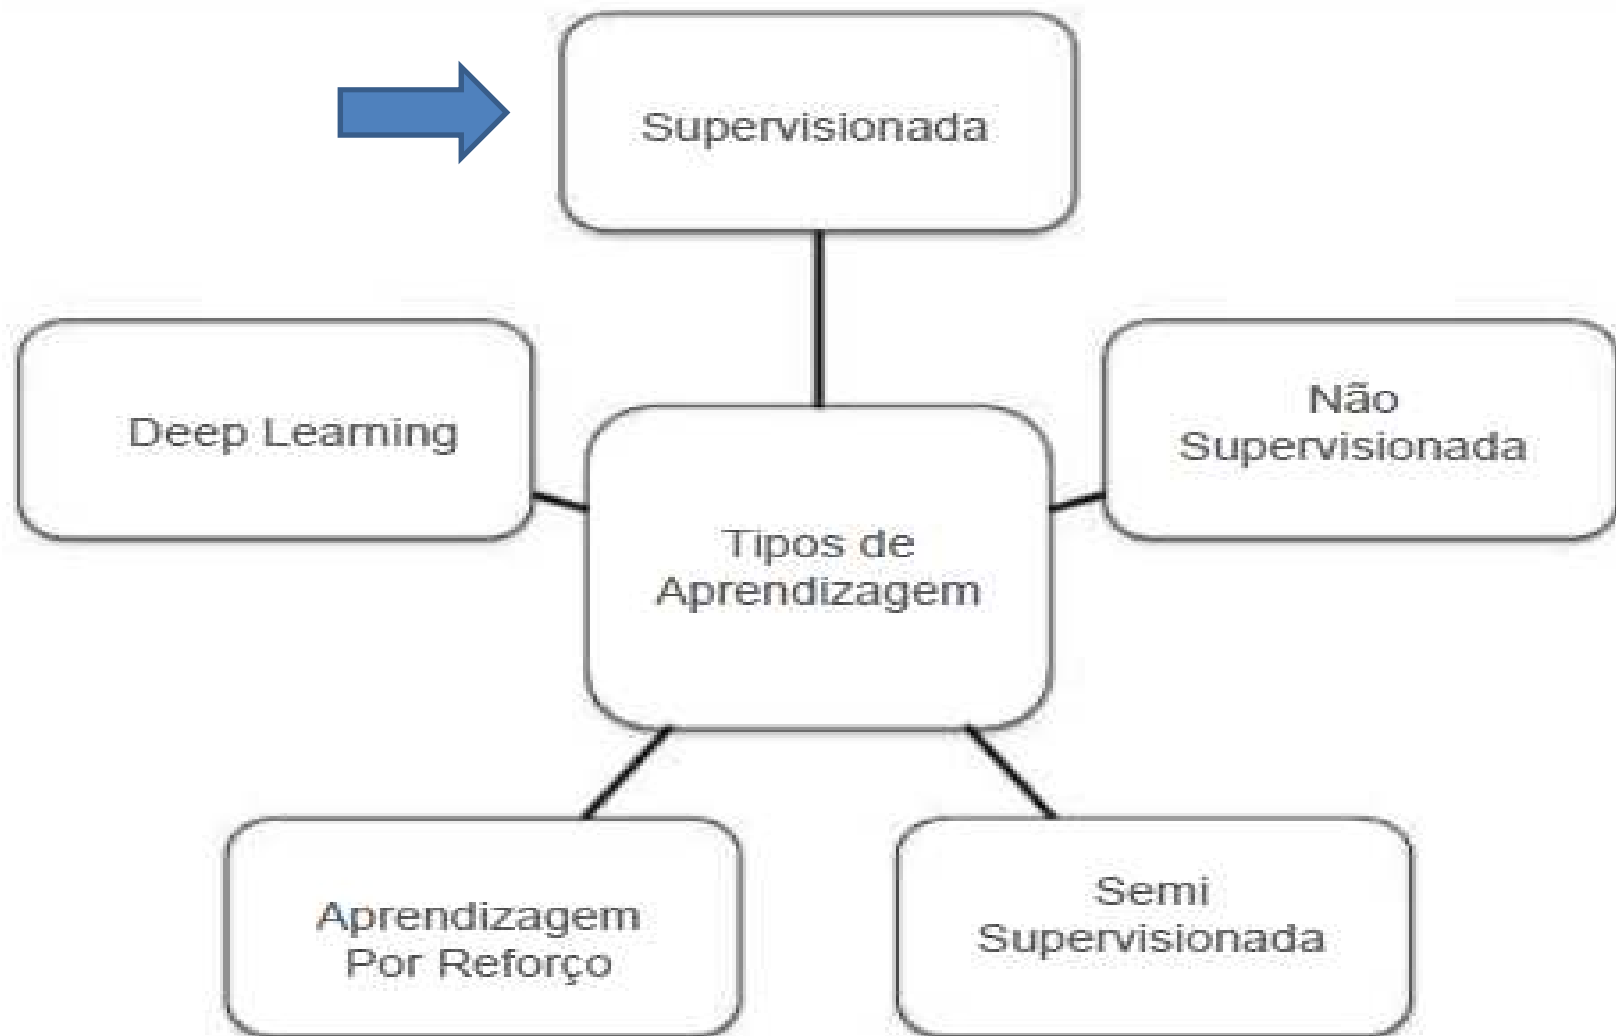 Supervisionada
Deep Learning
Não
Supervisionada
Tipos de
Aprendizagem
Aprendizagem
Por Reforço
Semi
Supervisionada